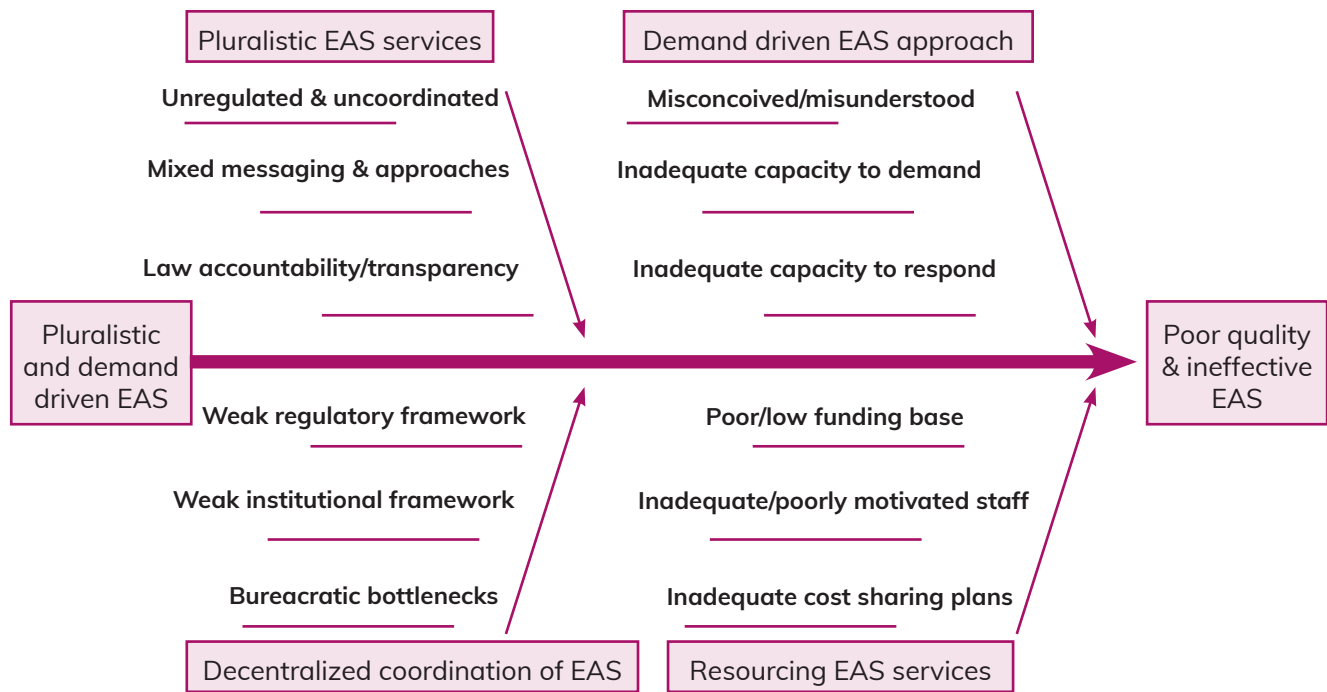 Pluralistic EAS services
Unregulated & uncoordinated
Mixed messaging & approaches
Law accountability/transparency
Demand driven EAS approach
Misconcoived/misunderstood
Inadequate capacity to demand
Inadequate capacity to respond
Pluralistic
and demand
driven EAS
Poor quality
& ineffective
EAS
Weak regulatory framework
Weak institutional framework
Bureacratic bottlenecks
Decentralized coordination of EAS
Poor/low funding base
Inadequate/poorly motivated staff
Inadequate cost sharing plans
Resourcing EAS services